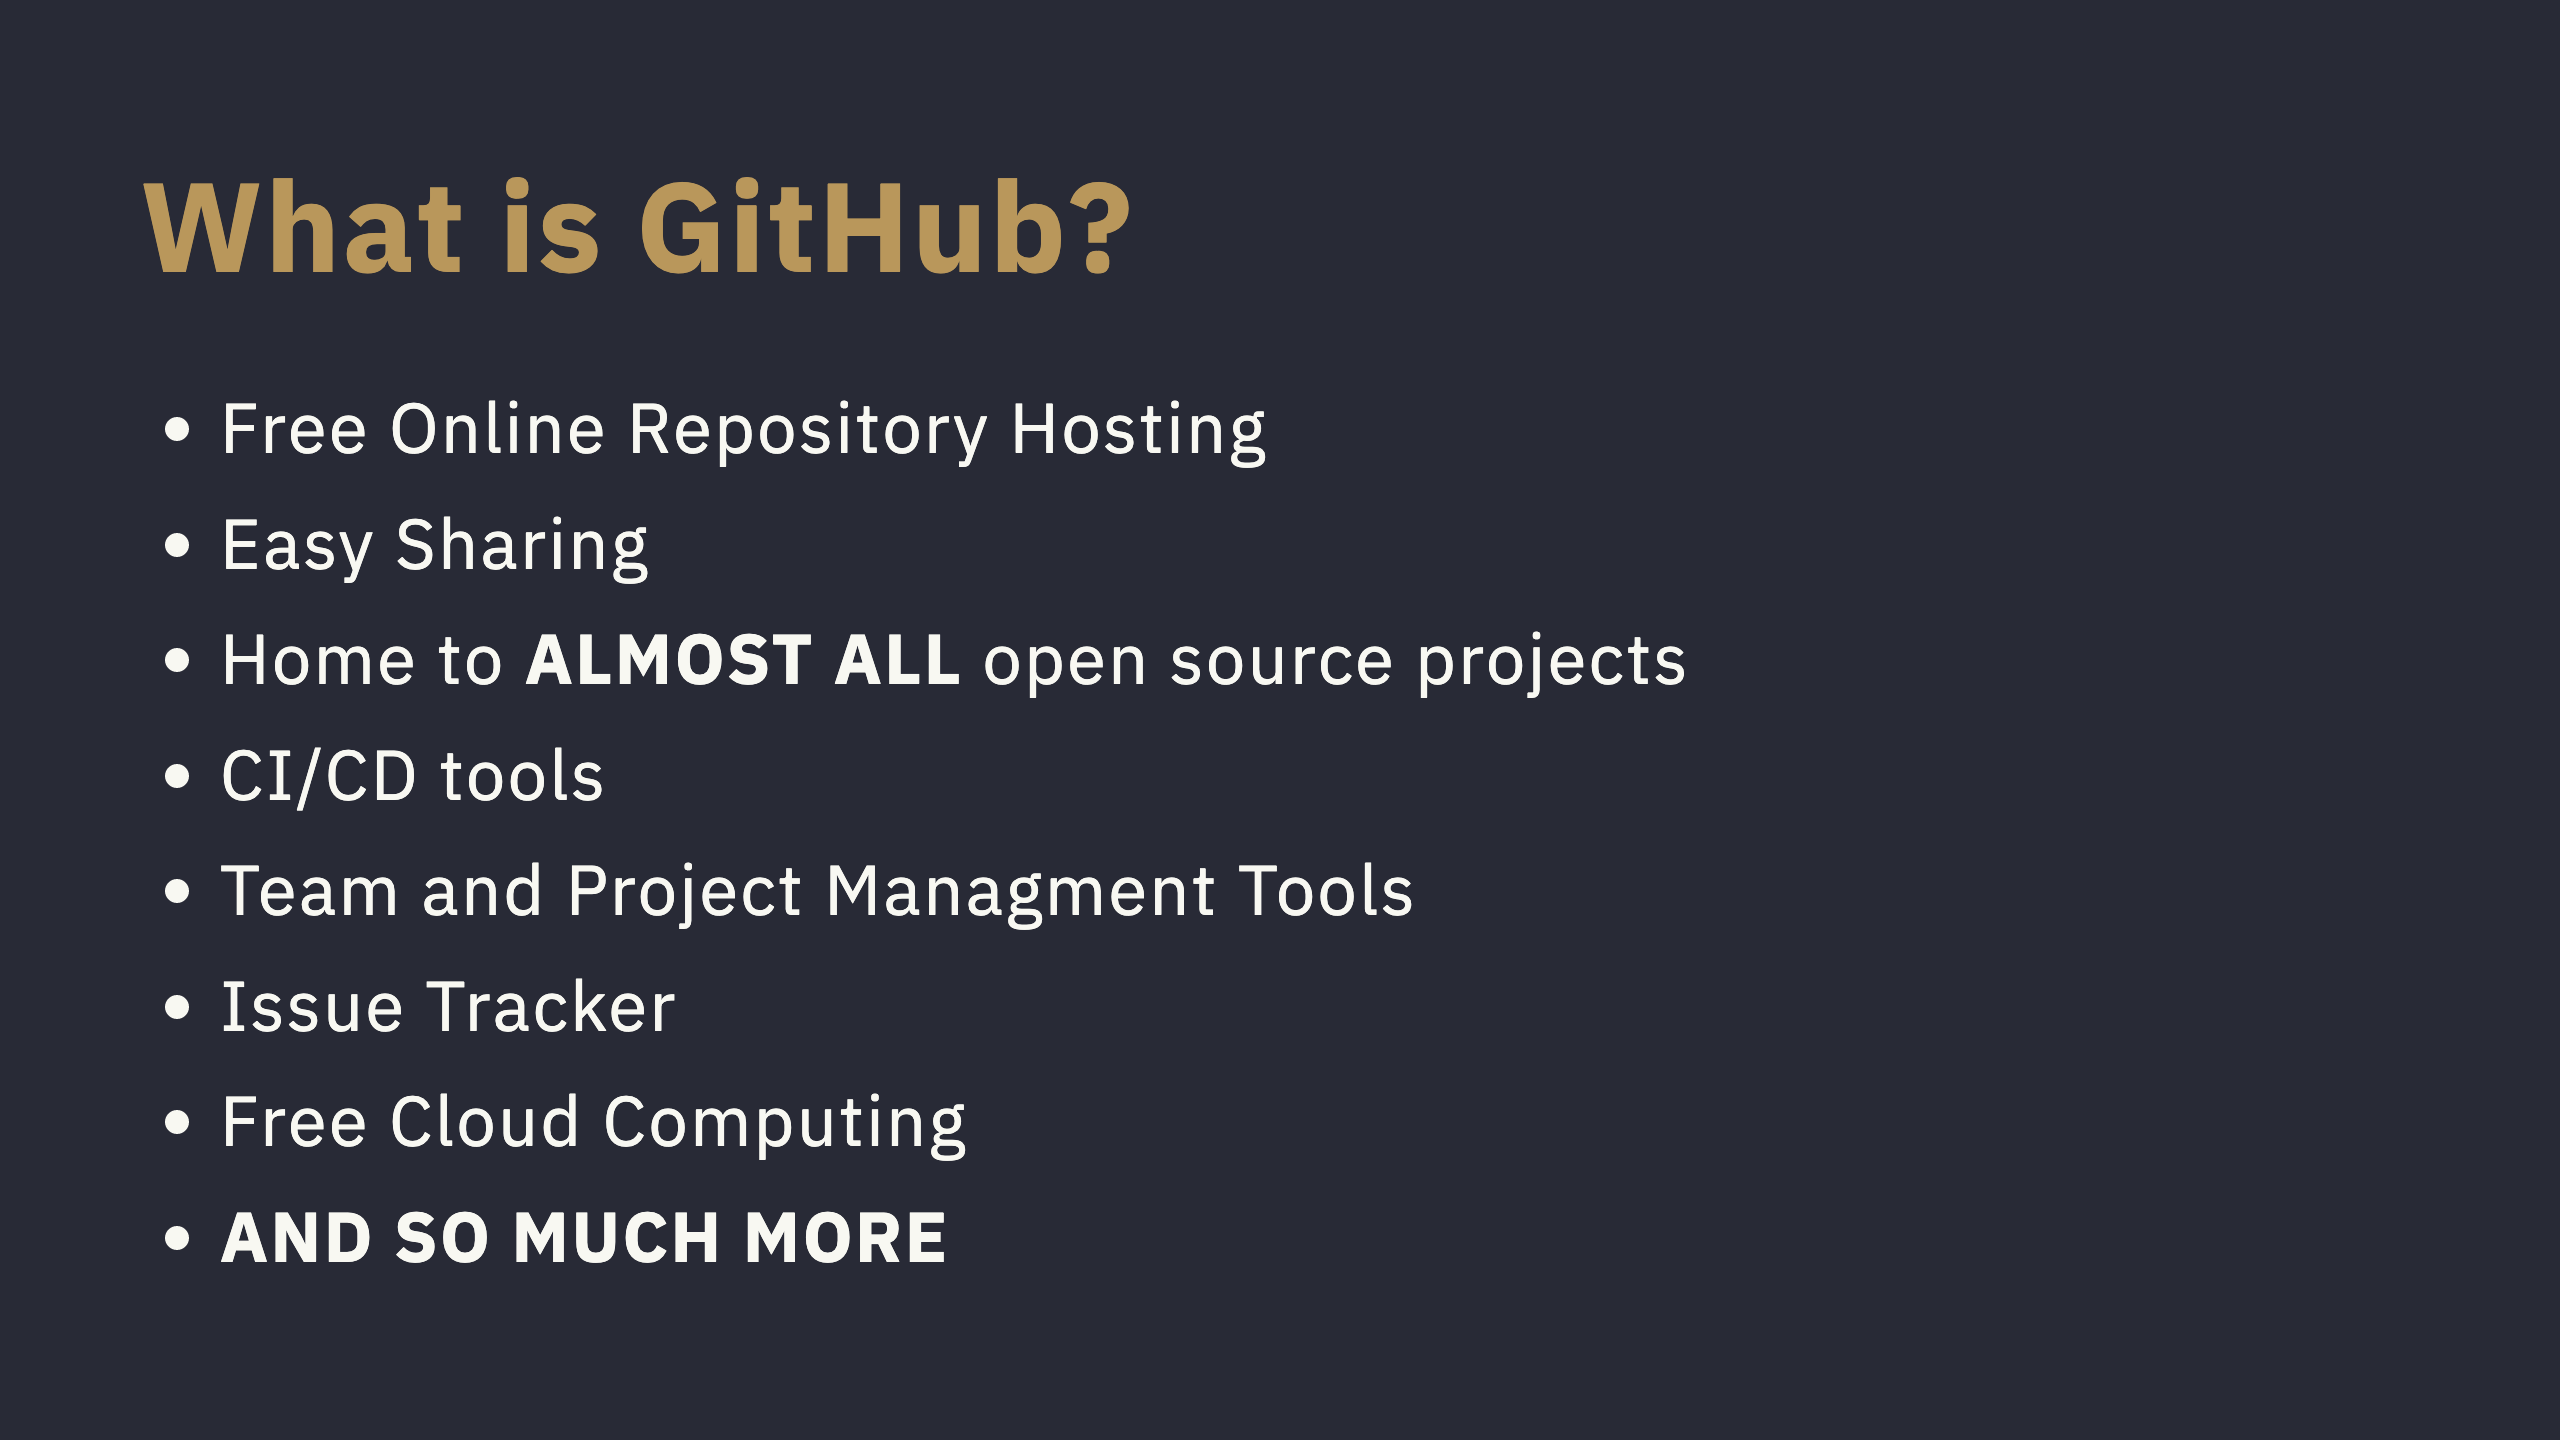 What is GitHub?
• Free Online Repository Hosting
• Easy Sharing
• Home to ALMOST ALL open source projects
• CI/CD tools
• Team and Project Managment Tools
• Issue Tracker
• Free Cloud Computing
• AND SO MUCH MORE